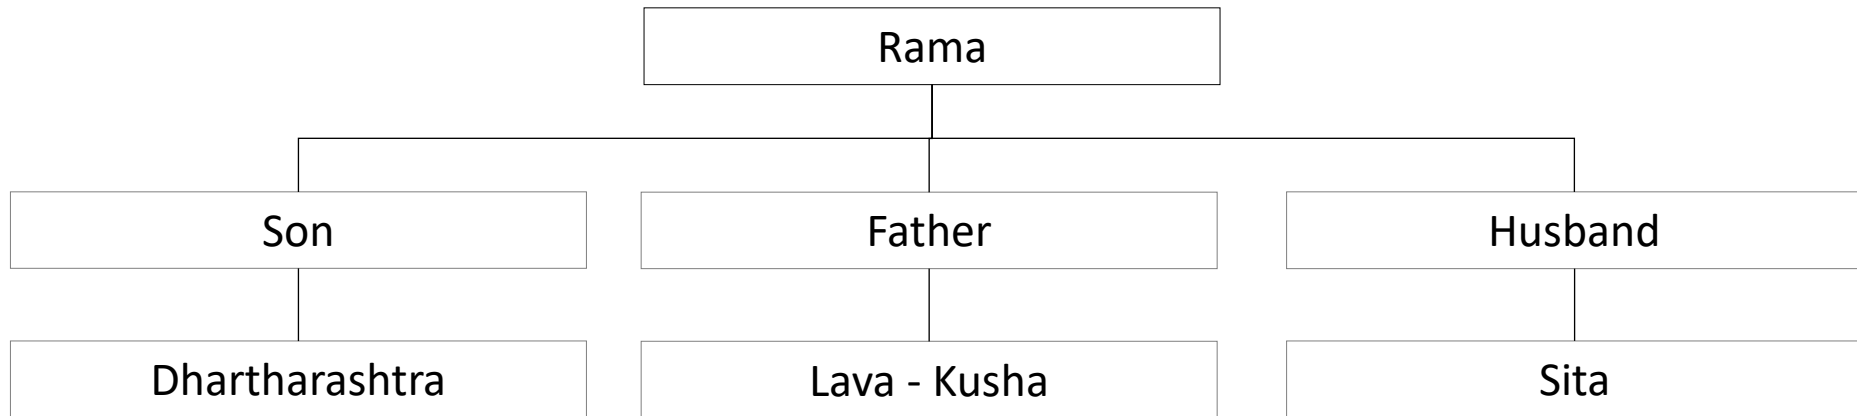 Rama
Son
Father
Husband
Dhartharashtra
Lava - Kusha
Sita